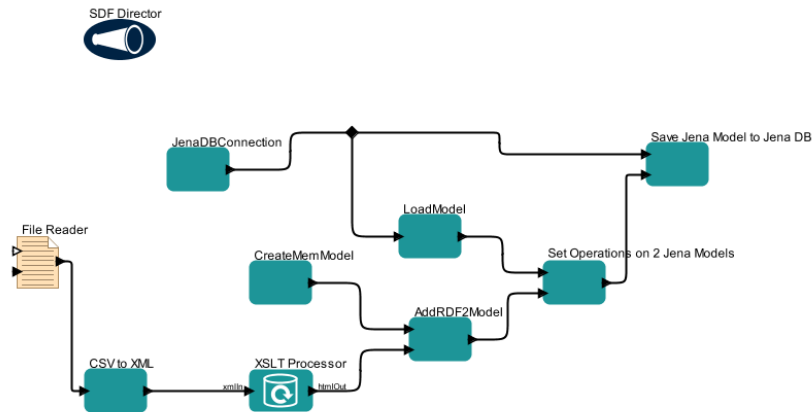 SDF Director
JenaDBConnection
Save Jena Model to Jena DB
LoadModel
File Reader
CreateMemModel
Set Operations on 2 Jena Models
AddRDF2Model
CSV to XML
XSLT Processor
xmlIn
htmlOut